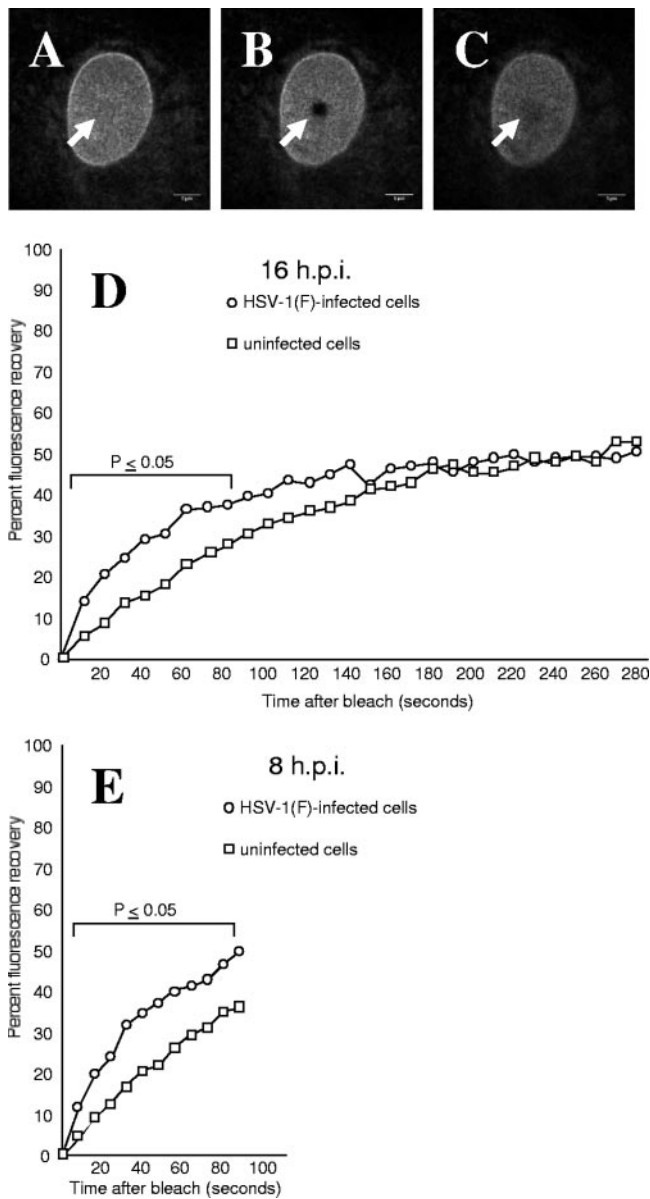 A
B
C
5µm
D
16 h.p.i.
HSV-1(F)-infected cells
uninfected cells
P ≤ 0.05
Percent fluorescence recovery
100
90
80
70
60
50
40
30
20
10
0
20 40 60 80 100 120 140 160 180 200 220 240 260 280
Time after bleach (seconds)
E
8 h.p.i.
HSV-1(F)-infected cells
uninfected cells
P ≤ 0.05
Percent fluorescence recovery
100
90
80
70
60
50
40
30
20
10
0
20 40 60 80 100
Time after bleach (seconds)